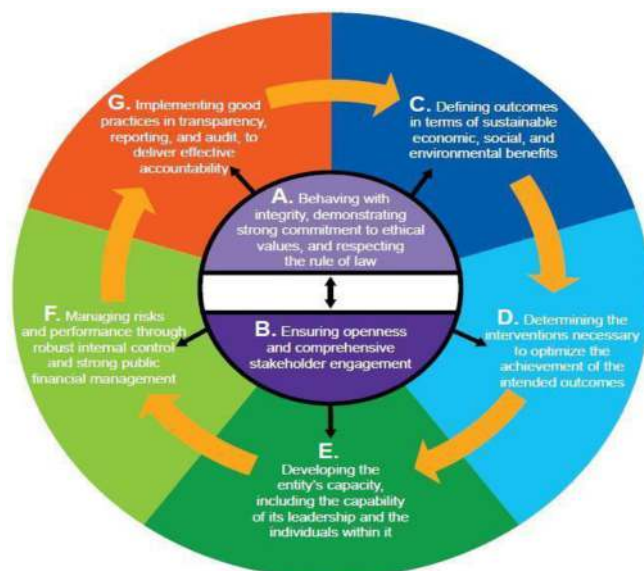 G. Implementing good
practices in transparency,
reporting, and audit, to
deliver effective
accountability
C. Defining outcomes
in terms of sustainable
economic, social, and
environmental benefits
A. Behaving with
integrity, demonstrating
strong commitment to ethical
values, and respecting
the rule of law
B. Ensuring openness
and comprehensive
stakeholder engagement
D. Determining the
interventions necessary
to optimize the
achievement of the
intended outcomes
E.
Developing the
entity's capacity,
including the capability
of its leadership and the
individuals within it
F. Managing risks
and performance through
robust internal control
and strong public
financial management